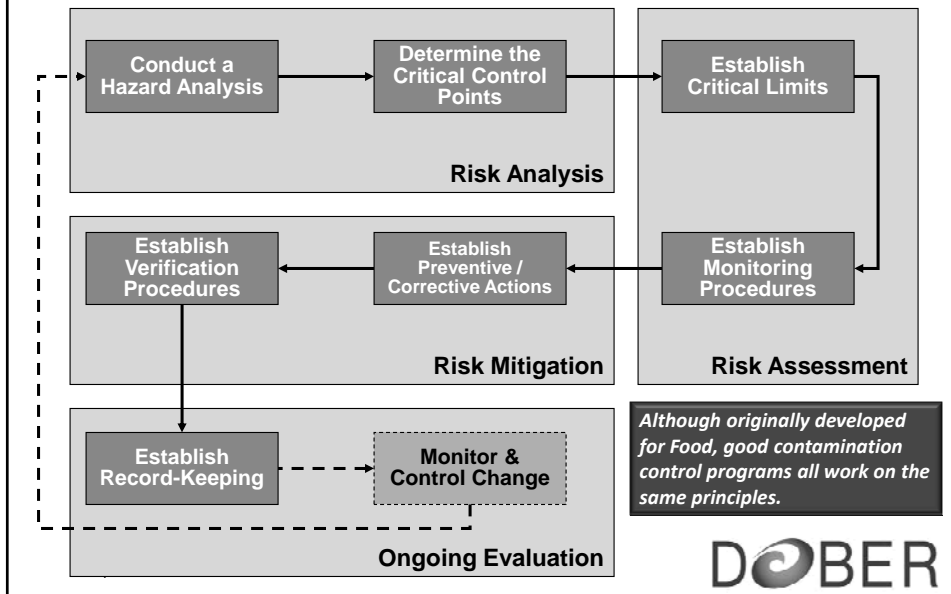 Conduct a
Hazard Analysis
Determine the
Critical Control
Points
Establish
Critical Limits
Risk Analysis
Establish
Verification
Procedures
Establish
Preventive /
Corrective Actions
Establish
Monitoring
Procedures
Risk Mitigation
Risk Assessment
Establish
Record-Keeping
Monitor &
Control Change
Although originally developed
for Food, good contamination
control programs all work on the
same principles.
Ongoing Evaluation
DOBER